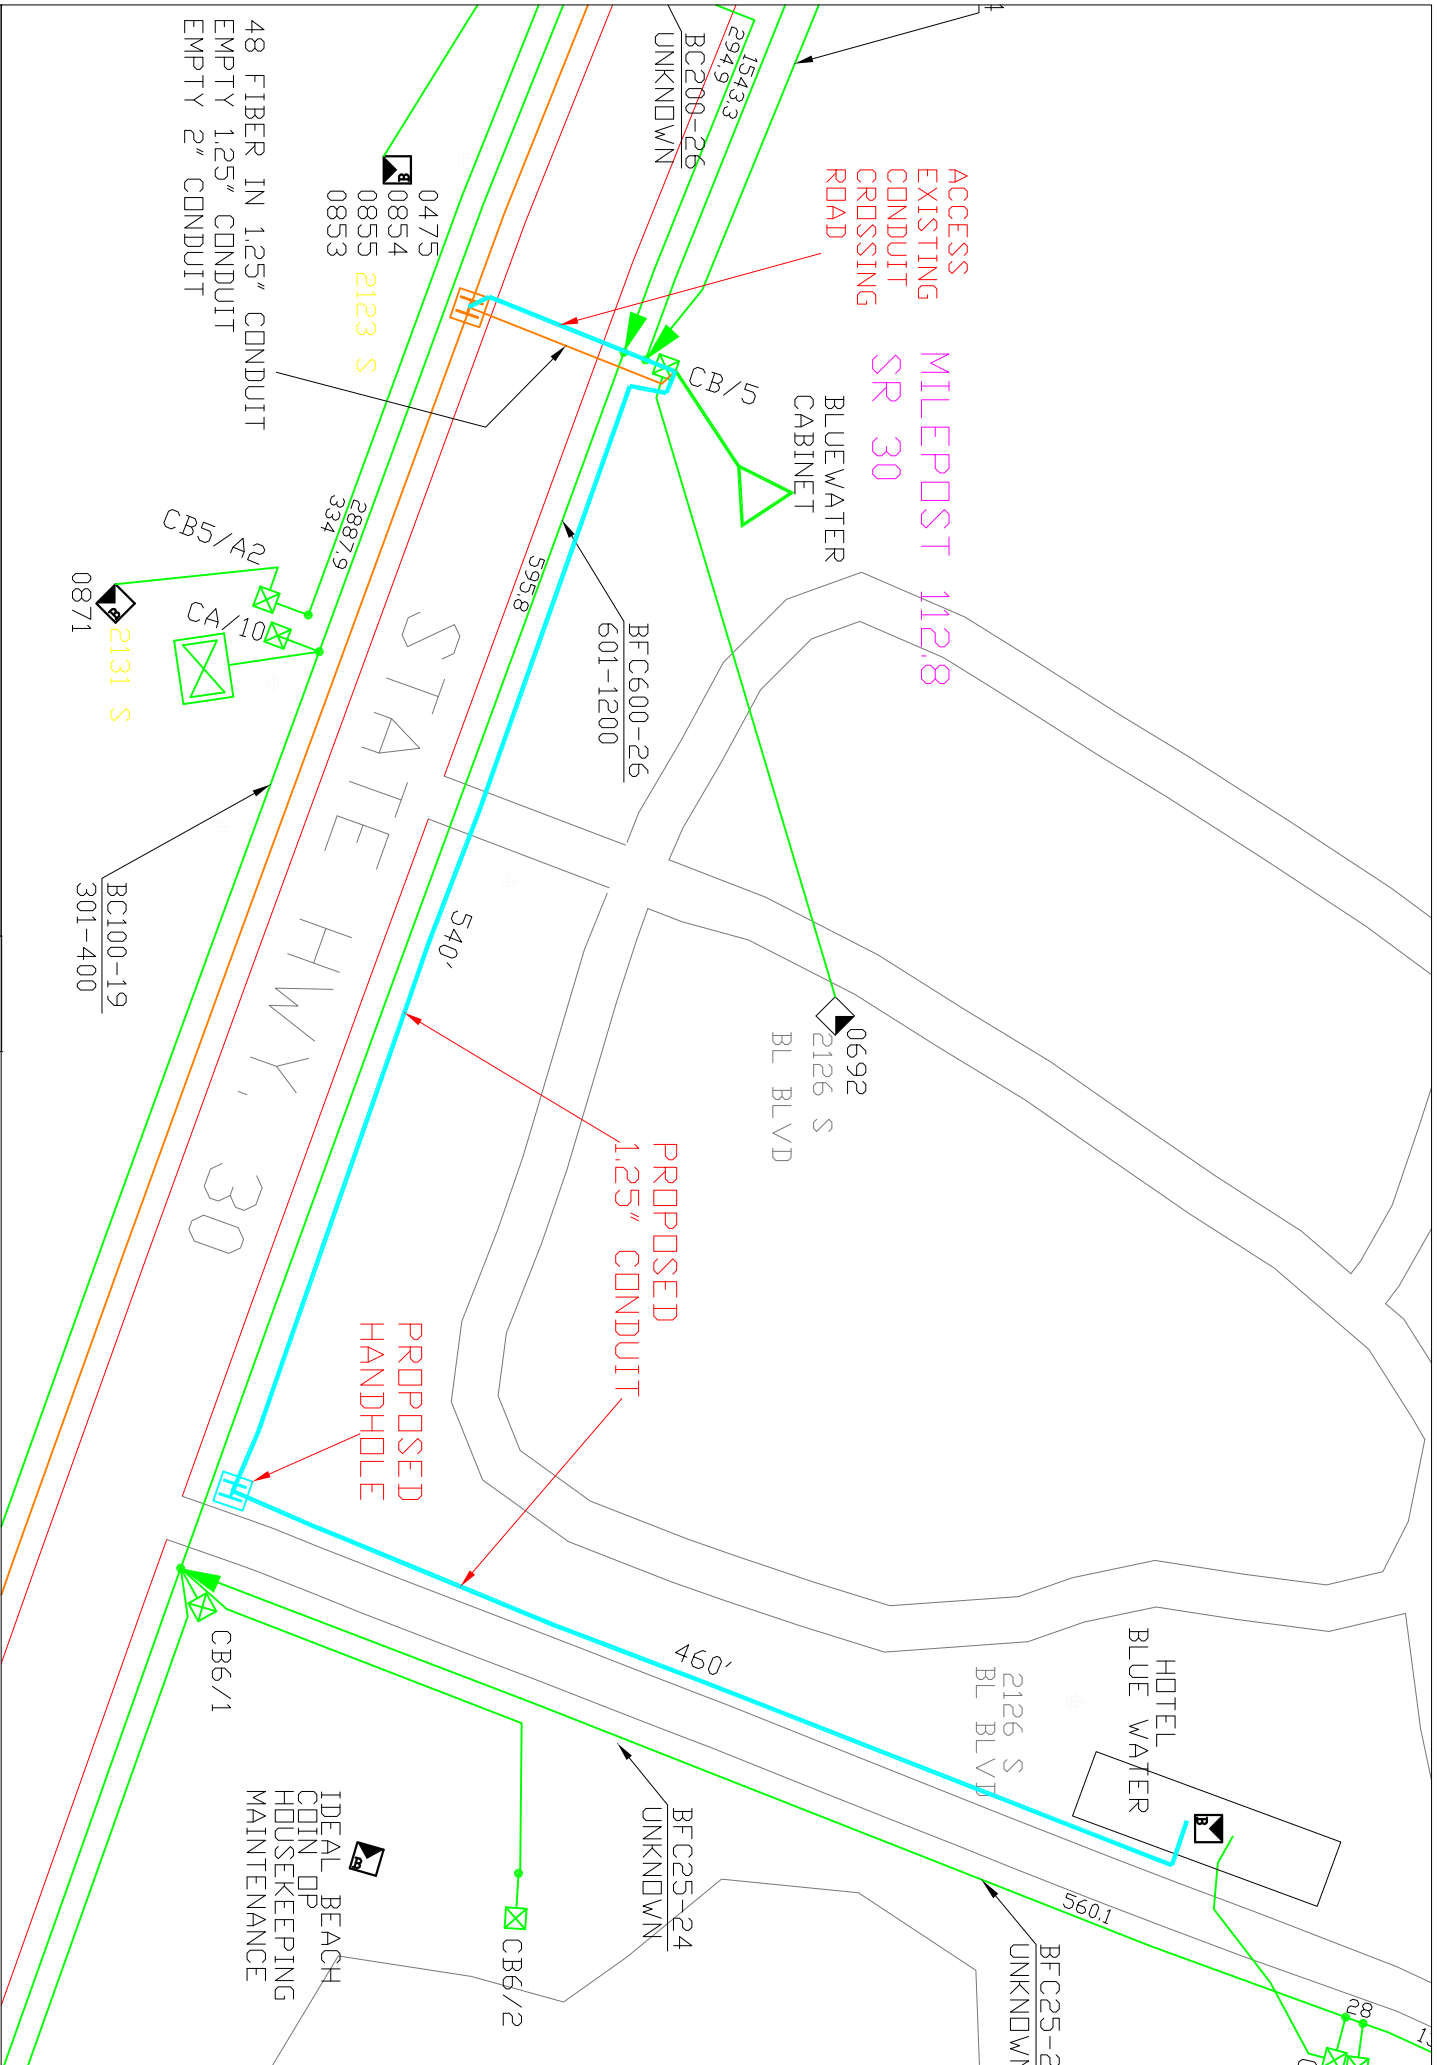 1543.3
294.9
BC200-26
UNKNOWN
ACCESS
EXISTING
CONDUIT
CROSSING
ROAD
MILEPOST 112.8
SR 30
BLUEWATER
CABINET
CB/5
0475
0854
0855
0853
2123 S
B
48 FIBER IN 1.25" CONDUIT
EMPTY 1.25" CONDUIT
EMPTY 2" CONDUIT
H
2887.9
334
CB5/A2
CA/10
0871
2131 S
B
595.8
BFC600-26
601-1200
STATE HWY. 30
BC100-19
301-400
540'
0692
2126 S
BL BLVD
PROPOSED
1.25" CONDUIT
PROPOSED
HANDHOLE
H
CB6/1
460'
HOTEL
BLUE WATER
2126 S
BL BLVD
B
BFC25-24
UNKNOWN
IDEAL BEACH
COIN OP
HOUSEKEEPING
MAINTENANCE
B
CB6/2
560.1
BFC25-2
UNKNOWN
28